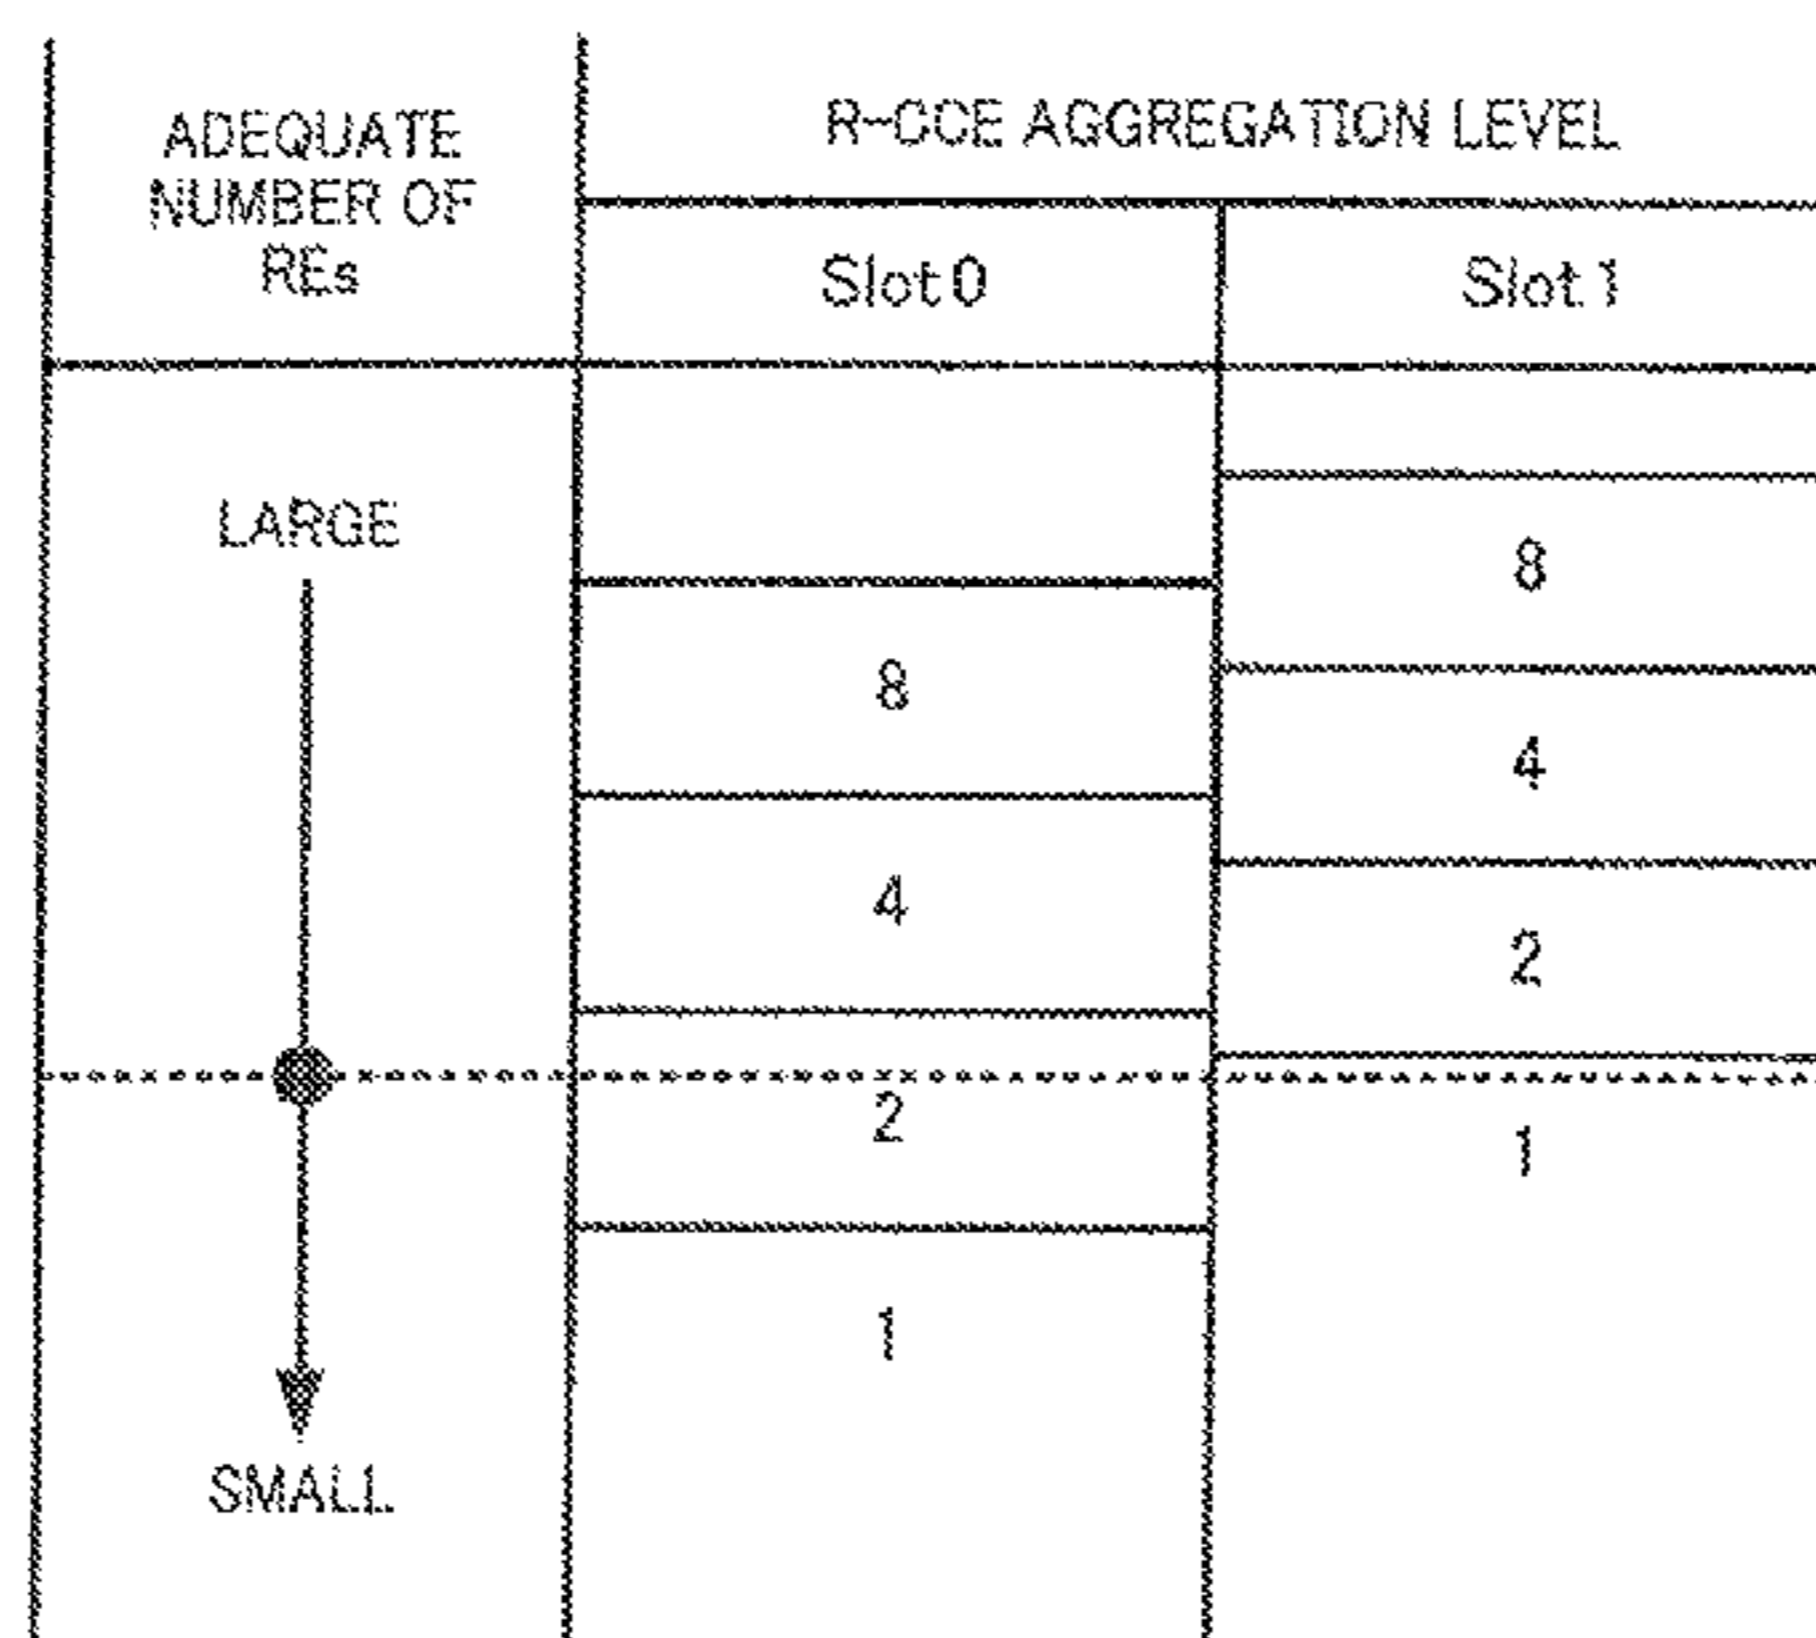 ADEQUATE
NUMBER OF
REs
R-CCE AGGREGATION LEVEL
Slot 0
Slot 1
LARGE
SMALL
8
4
2
1
8
4
2
1